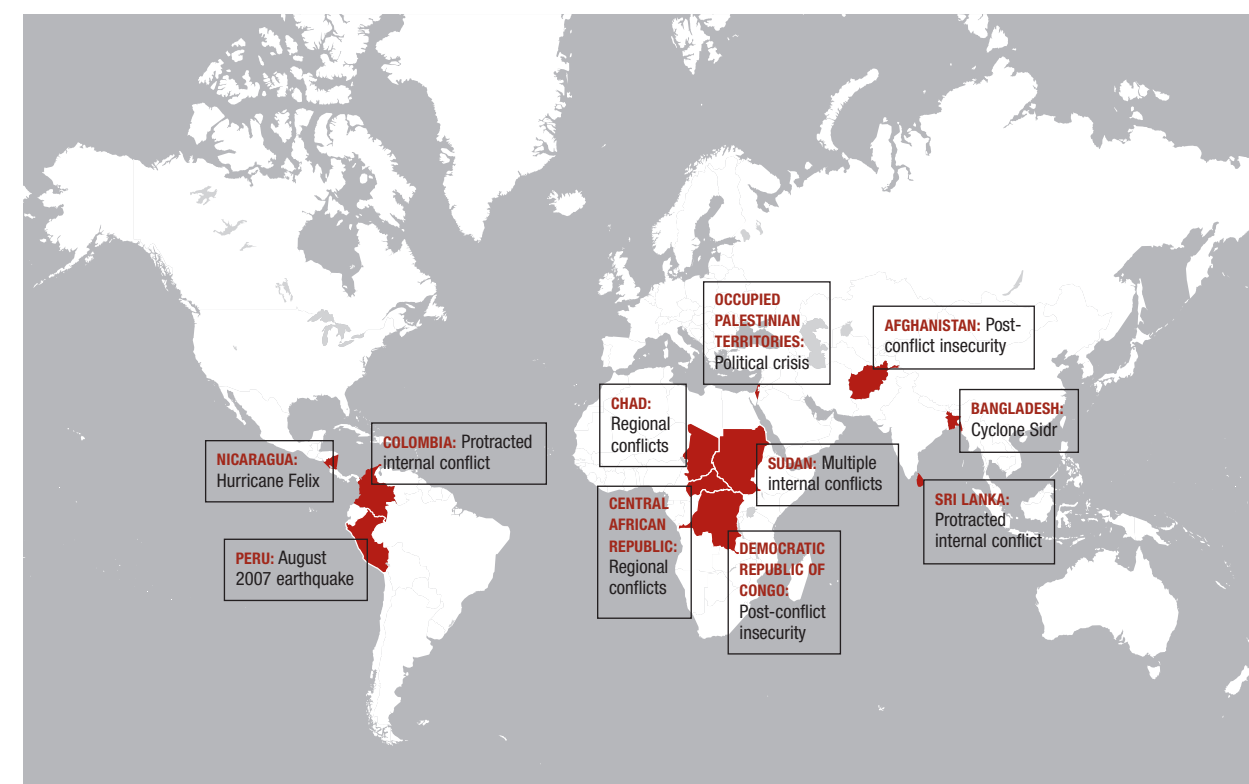 OCCUPIED
PALESTINIAN
TERRITORIES:
Political crisis
AFGHANISTAN: Post-
conflict insecurity
CHAD:
Regional
conflicts
BANGLADESH:
Cyclone Sidr
COLOMBIA: Protracted
internal conflict
NICARAGUA:
Hurricane Felix
SUDAN: Multiple
internal conflicts
CENTRAL
AFRICAN
REPUBLIC:
Regional
conflicts
SRI LANKA:
Protracted
internal conflict
PERU: August
2007 earthquake
DEMOCRATIC
REPUBLIC OF
CONGO:
Post-conflict
insecurity